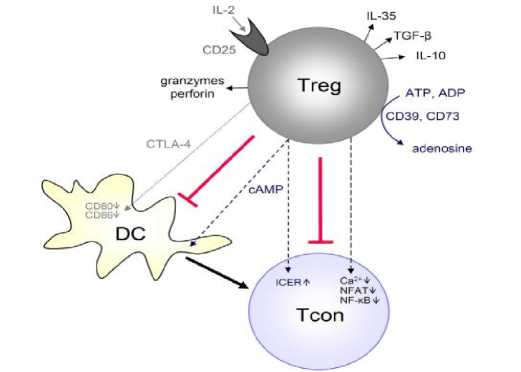 IL-2
CD25
Treg
IL-35
TGF-β
IL-10
granzymes
perforin
ATP, ADP
CD39, CD73
adenosine
CTLA-4
cAMP
CD80↓
CD86↓
DC
ICER↑
Ca²⁺↓
NFAT↓
NF-κB↓
Tcon